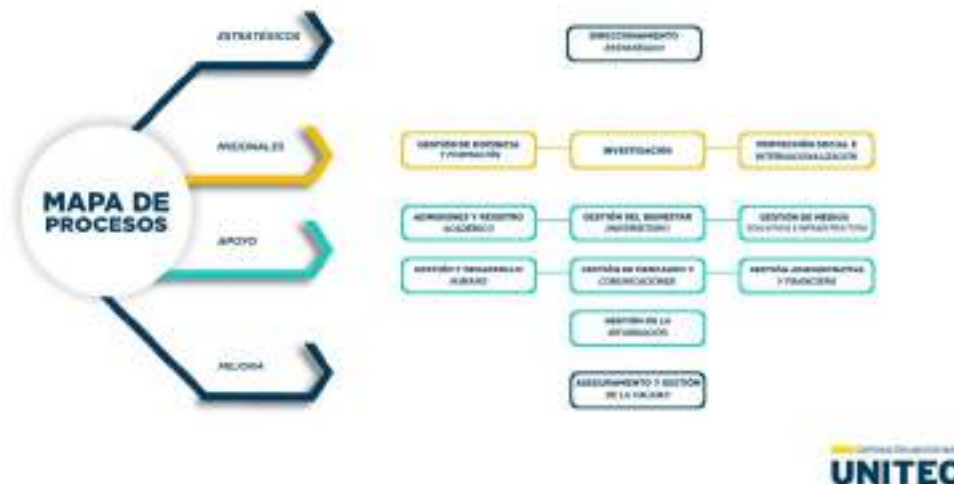 ESTRATÉGICOS
DIRECCIONAMIENTO
ESTRATÉGICO
MISIONALES
GESTIÓN DE DOCENCIA
Y FORMACIÓN
INVESTIGACIÓN
PROYECCIÓN SOCIAL E
INTERNACIONALIZACIÓN
MAPA DE
PROCESOS
APOYO
ADMISIONES Y REGISTRO
ACADÉMICO
GESTIÓN DEL BIENESTAR
UNIVERSITARIO
GESTIÓN DE MEDIOS
EDUCATIVOS E INFRAESTRUCTURA
GESTIÓN Y DESARROLLO
HUMANO
GESTIÓN DE MERCADEO Y
COMUNICACIONES
GESTIÓN ADMINISTRATIVA
Y FINANCIERA
GESTIÓN DE LA
INFORMACIÓN
MEJORA
ASEGURAMIENTO Y GESTIÓN
DE LA CALIDAD
UNITEC